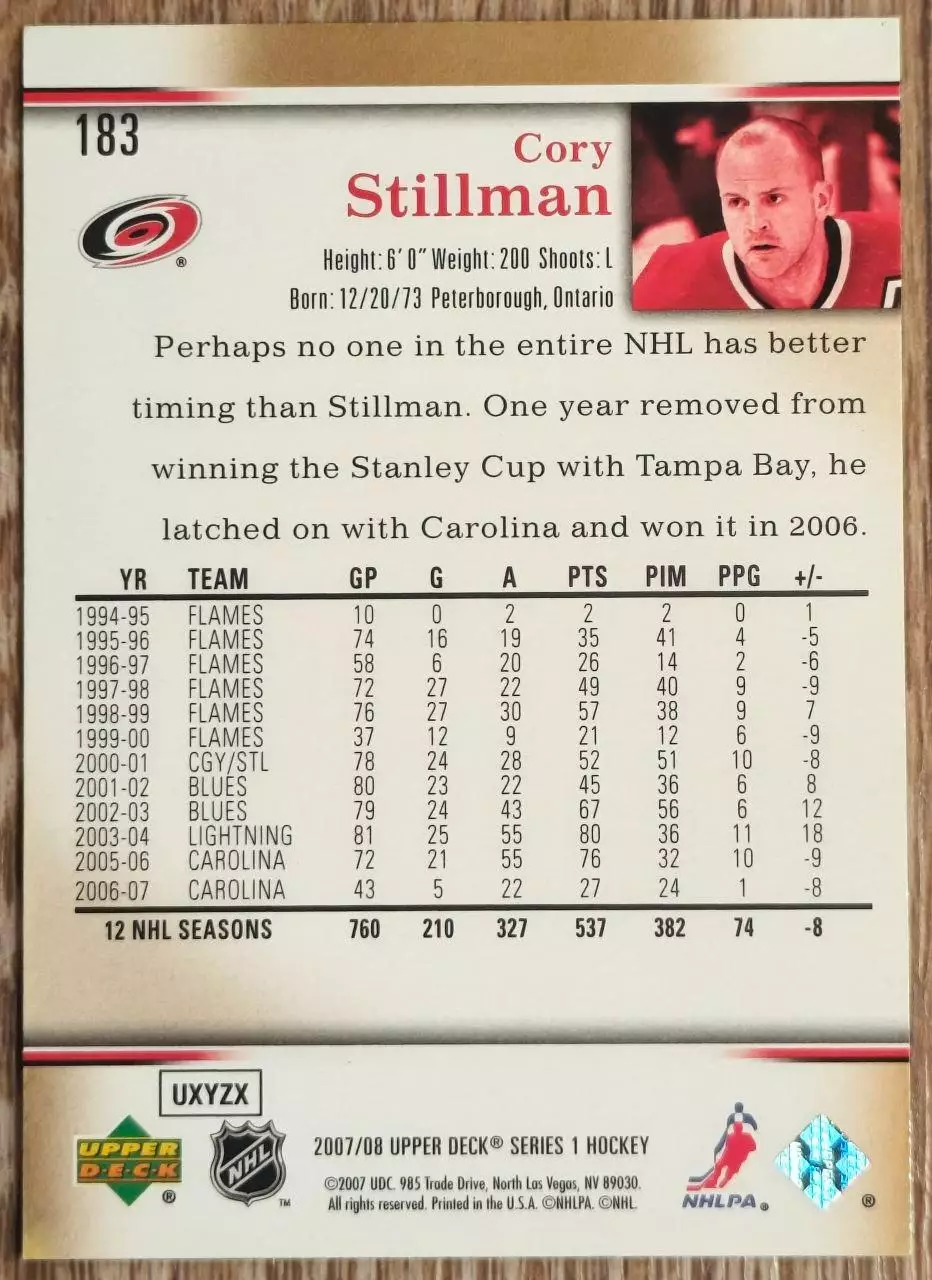 183
Cory
Stillman
Height: 6' 0" Weight: 200 Shoots: L
Born: 12/20/73 Peterborough, Ontario
Perhaps no one in the entire NHL has better
timing than Stillman. One year removed from
winning the Stanley Cup with Tampa Bay, he
latched on with Carolina and won it in 2006.
YR TEAM GP G A PTS PIM PPG +/-
1994-95 FLAMES 10 0 2 2 2 0 1
1995-96 FLAMES 74 16 19 35 41 4 -5
1996-97 FLAMES 58 6 20 26 14 2 -6
1997-98 FLAMES 72 27 22 49 40 9 -9
1998-99 FLAMES 76 27 30 57 38 9 7
1999-00 FLAMES 37 12 9 21 12 6 -9
2000-01 CGY/STL 78 24 28 52 51 10 -8
2001-02 BLUES 80 23 22 45 36 6 8
2002-03 BLUES 79 24 43 67 56 6 12
2003-04 LIGHTNING 81 25 55 80 36 11 18
2005-06 CAROLINA 72 21 55 76 32 10 -9
2006-07 CAROLINA 43 5 22 27 24 1 -8
12 NHL SEASONS 760 210 327 537 382 74 -8
UXYZX
UPPER
DECK
®
NHL
™
2007/08 UPPER DECK® SERIES 1 HOCKEY
©2007 UDC. 985 Trade Drive, North Las Vegas, NV 89030.
All rights reserved. Printed in the U.S.A. ©NHLPA. ©NHL.
NHLPA®
®